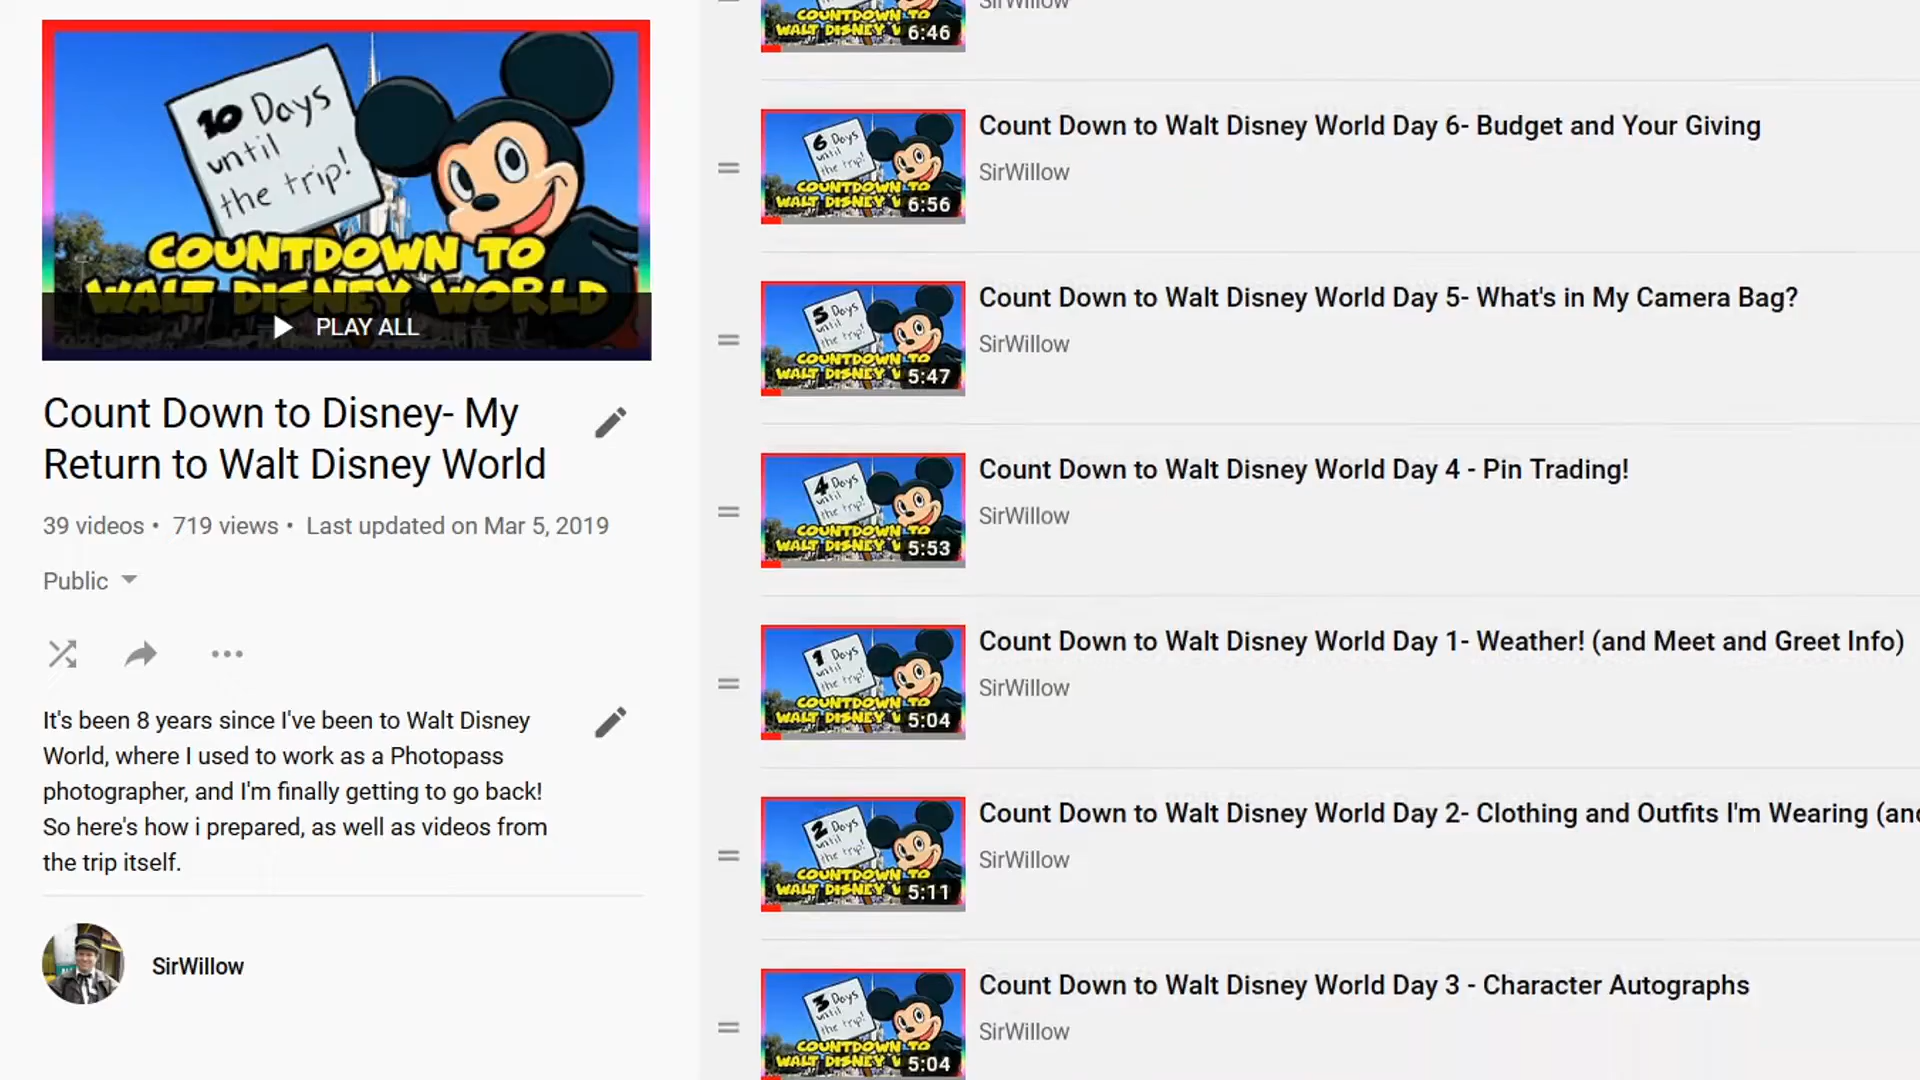 10 Days
until
the trip!
COUNTDOWN TO
WALT DISNEY WORLD
PLAY ALL
Count Down to Disney- My
Return to Walt Disney World
39 videos • 719 views • Last updated on Mar 5, 2019
Public
It's been 8 years since I've been to Walt Disney
World, where I used to work as a Photopass
photographer, and I'm finally getting to go back!
So here's how i prepared, as well as videos from
the trip itself.
SirWillow
COUNTDOWN TO
WALT DISNEY W
6:46
SirWillow
6 Days
until
the trip!
COUNTDOWN TO
WALT DISNEY W
6:56
Count Down to Walt Disney World Day 6- Budget and Your Giving
SirWillow
5 Days
until
the trip!
COUNTDOWN TO
WALT DISNEY W
5:47
Count Down to Walt Disney World Day 5- What's in My Camera Bag?
SirWillow
4 Days
until
the trip!
COUNTDOWN TO
WALT DISNEY W
5:53
Count Down to Walt Disney World Day 4 - Pin Trading!
SirWillow
1 Days
until
the trip!
COUNTDOWN TO
WALT DISNEY W
5:04
Count Down to Walt Disney World Day 1- Weather! (and Meet and Greet Info)
SirWillow
2 Days
until
the trip!
COUNTDOWN TO
WALT DISNEY W
5:11
Count Down to Walt Disney World Day 2- Clothing and Outfits I'm Wearing (and
SirWillow
3 Days
until
the trip!
COUNTDOWN TO
WALT DISNEY W
5:04
Count Down to Walt Disney World Day 3 - Character Autographs
SirWillow